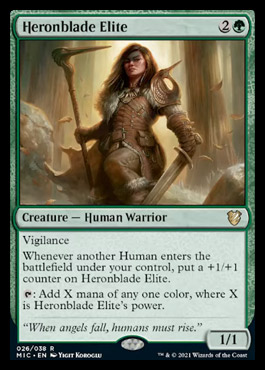 Heronblade Elite 2
Creature — Human Warrior
Vigilance
Whenever another Human enters the
battlefield under your control, put a +1/+1
counter on Heronblade Elite.
: Add X mana of any one color, where X
is Heronblade Elite's power.
"When angels fall, humans must rise."
1/1
026/038 R
MIC • EN YIGIT KOROGLU
™ & © 2021 Wizards of the Coast